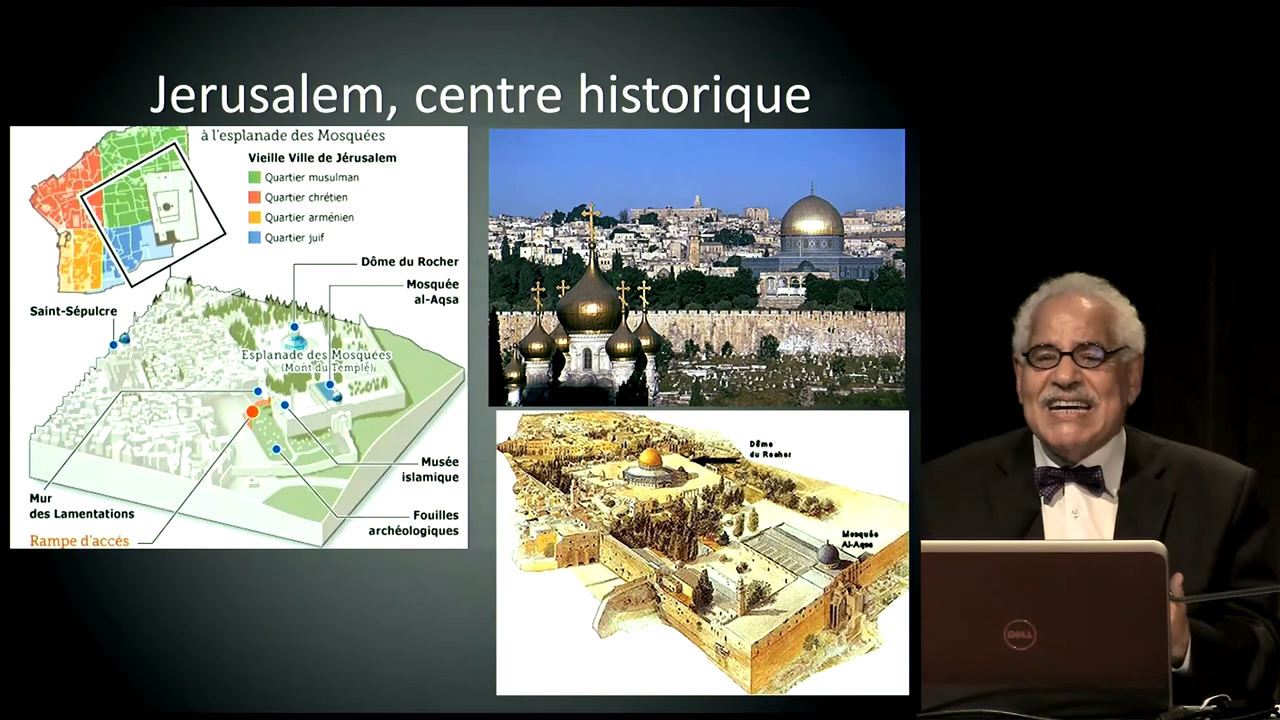 Jerusalem, centre historique
à l'esplanade des Mosquées
Vieille Ville de Jérusalem
Quartier musulman
Quartier chrétien
Quartier arménien
Quartier juif
Dôme du Rocher
Mosquée
al-Aqsa
Saint-Sépulcre
Esplanade des Mosquées
(Mont du Temple)
Musée
islamique
Mur
des Lamentations
Fouilles
archéologiques
Rampe d'accés
Dôme
du Rocher
Mosquée
Al-Aqsa
DELL